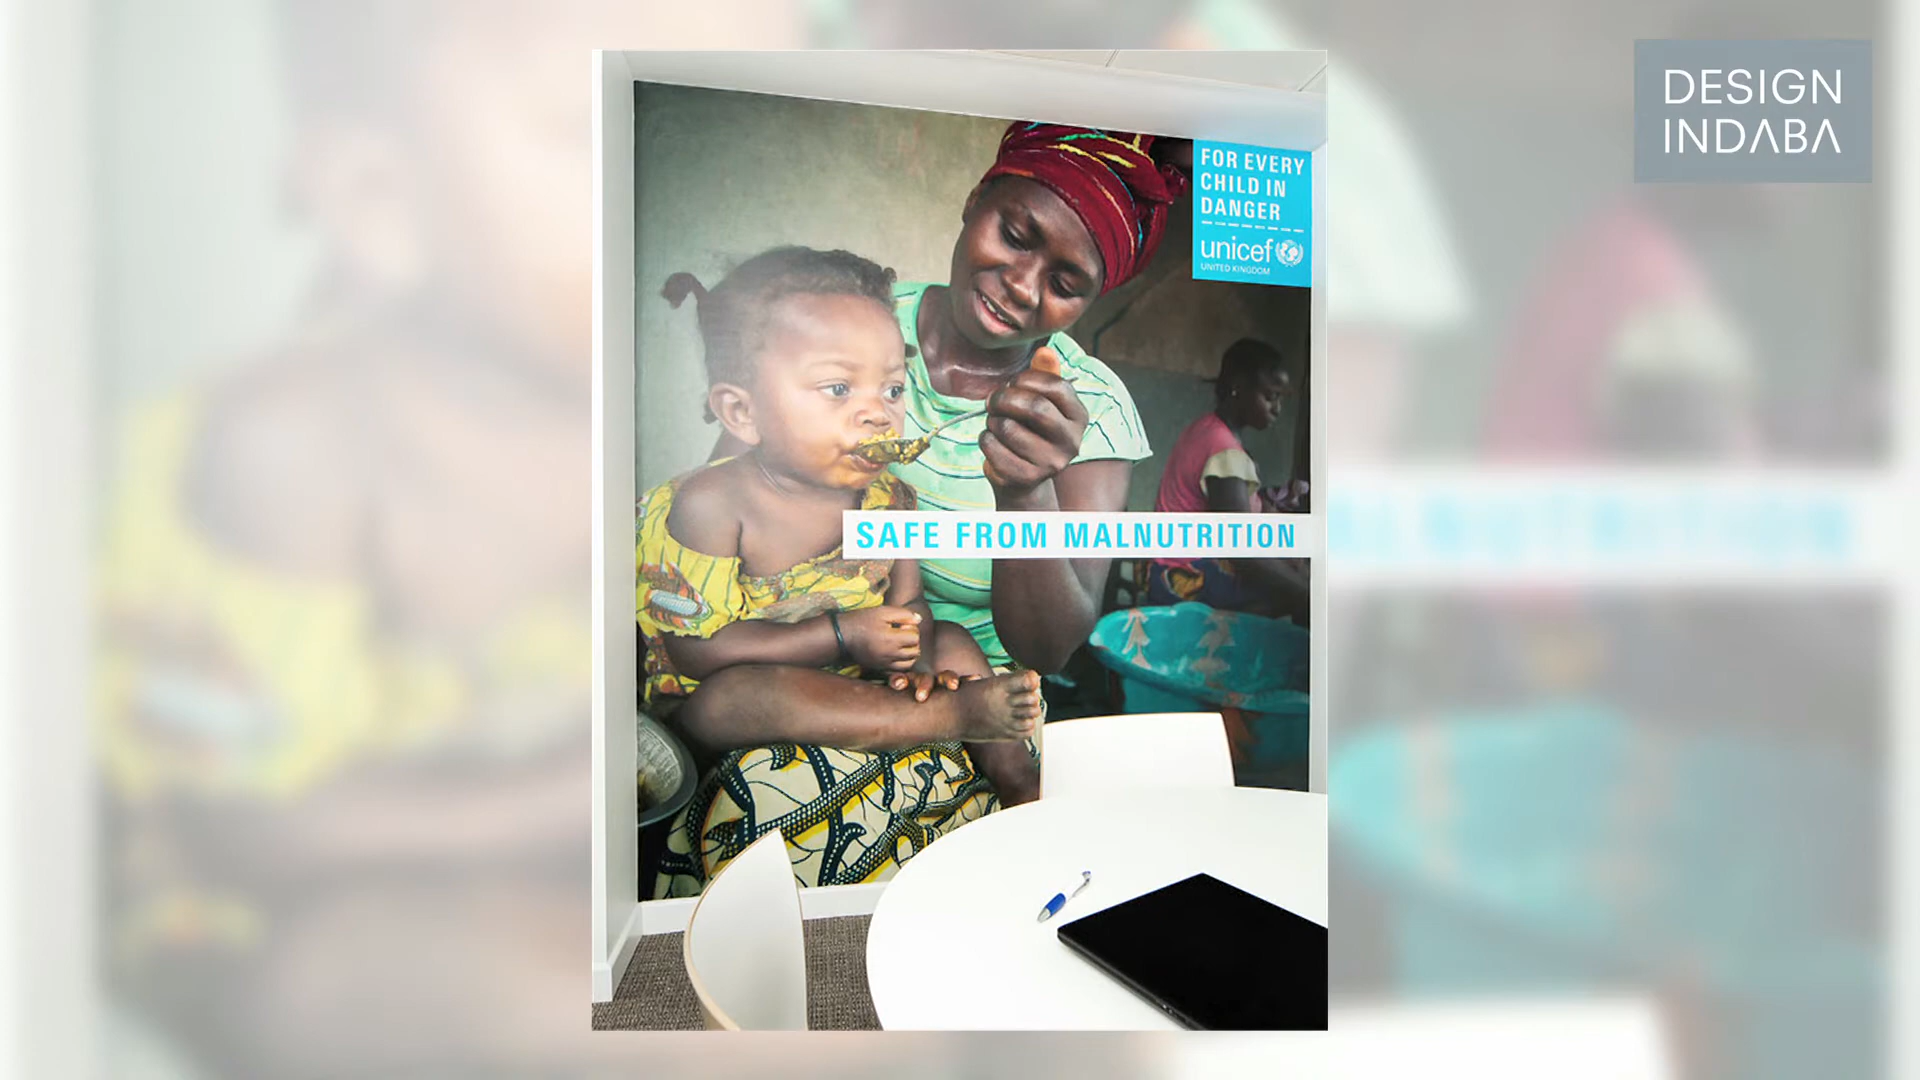 DESIGN
INDABA
FOR EVERY
CHILD IN
DANGER
unicef
UNITED KINGDOM
SAFE FROM MALNUTRITION